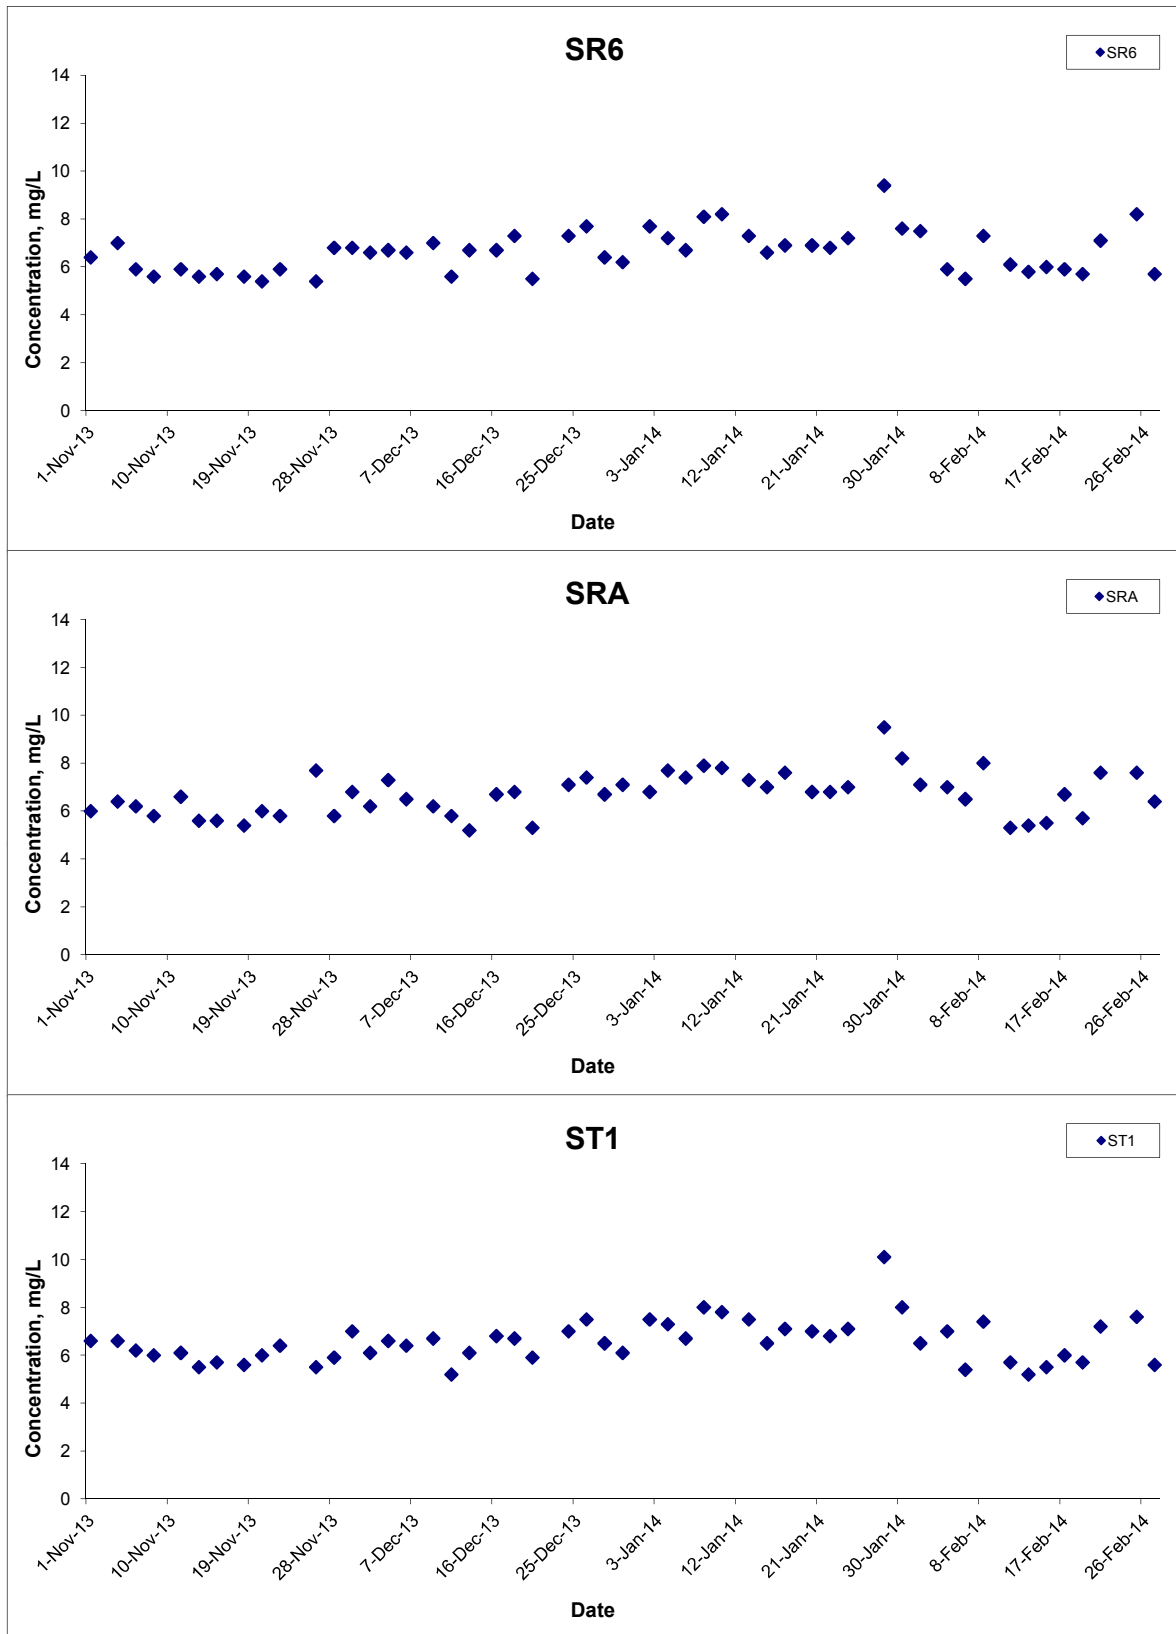 SR6
SR6
Concentration, mg/L
14
12
10
8
6
4
2
0
1-Nov-13
10-Nov-13
19-Nov-13
28-Nov-13
7-Dec-13
16-Dec-13
25-Dec-13
3-Jan-14
12-Jan-14
21-Jan-14
30-Jan-14
8-Feb-14
17-Feb-14
26-Feb-14
Date
SRA
SRA
Concentration, mg/L
14
12
10
8
6
4
2
0
1-Nov-13
10-Nov-13
19-Nov-13
28-Nov-13
7-Dec-13
16-Dec-13
25-Dec-13
3-Jan-14
12-Jan-14
21-Jan-14
30-Jan-14
8-Feb-14
17-Feb-14
26-Feb-14
Date
ST1
ST1
Concentration, mg/L
14
12
10
8
6
4
2
0
1-Nov-13
10-Nov-13
19-Nov-13
28-Nov-13
7-Dec-13
16-Dec-13
25-Dec-13
3-Jan-14
12-Jan-14
21-Jan-14
30-Jan-14
8-Feb-14
17-Feb-14
26-Feb-14
Date